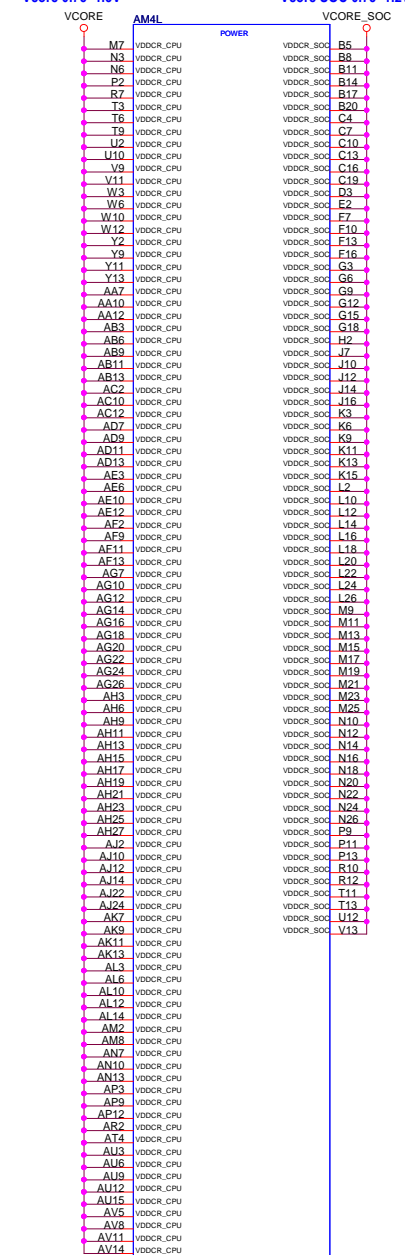 VCORE AM4L VCORE_SOC
POWER
M7 VDDCR_CPU VDDCR_SOC B5
N3 VDDCR_CPU VDDCR_SOC B8
N6 VDDCR_CPU VDDCR_SOC B11
P2 VDDCR_CPU VDDCR_SOC B14
R7 VDDCR_CPU VDDCR_SOC B17
T3 VDDCR_CPU VDDCR_SOC B20
T6 VDDCR_CPU VDDCR_SOC C4
T9 VDDCR_CPU VDDCR_SOC C7
U2 VDDCR_CPU VDDCR_SOC C10
U10 VDDCR_CPU VDDCR_SOC C13
V9 VDDCR_CPU VDDCR_SOC C16
V11 VDDCR_CPU VDDCR_SOC C19
W3 VDDCR_CPU VDDCR_SOC D3
W6 VDDCR_CPU VDDCR_SOC E2
W10 VDDCR_CPU VDDCR_SOC F7
W12 VDDCR_CPU VDDCR_SOC F10
Y2 VDDCR_CPU VDDCR_SOC F13
Y9 VDDCR_CPU VDDCR_SOC F16
Y11 VDDCR_CPU VDDCR_SOC G3
Y13 VDDCR_CPU VDDCR_SOC G6
AA7 VDDCR_CPU VDDCR_SOC G9
AA10 VDDCR_CPU VDDCR_SOC G12
AA12 VDDCR_CPU VDDCR_SOC G15
AB3 VDDCR_CPU VDDCR_SOC G18
AB6 VDDCR_CPU VDDCR_SOC H2
AB9 VDDCR_CPU VDDCR_SOC J7
AB11 VDDCR_CPU VDDCR_SOC J10
AB13 VDDCR_CPU VDDCR_SOC J12
AC2 VDDCR_CPU VDDCR_SOC J14
AC10 VDDCR_CPU VDDCR_SOC J16
AC12 VDDCR_CPU VDDCR_SOC K3
AD7 VDDCR_CPU VDDCR_SOC K6
AD9 VDDCR_CPU VDDCR_SOC K9
AD11 VDDCR_CPU VDDCR_SOC K11
AD13 VDDCR_CPU VDDCR_SOC K13
AE3 VDDCR_CPU VDDCR_SOC K15
AE6 VDDCR_CPU VDDCR_SOC L2
AE10 VDDCR_CPU VDDCR_SOC L10
AE12 VDDCR_CPU VDDCR_SOC L12
AF2 VDDCR_CPU VDDCR_SOC L14
AF9 VDDCR_CPU VDDCR_SOC L16
AF11 VDDCR_CPU VDDCR_SOC L18
AF13 VDDCR_CPU VDDCR_SOC L20
AG7 VDDCR_CPU VDDCR_SOC L22
AG10 VDDCR_CPU VDDCR_SOC L24
AG12 VDDCR_CPU VDDCR_SOC L26
AG14 VDDCR_CPU VDDCR_SOC M9
AG16 VDDCR_CPU VDDCR_SOC M11
AG18 VDDCR_CPU VDDCR_SOC M13
AG20 VDDCR_CPU VDDCR_SOC M15
AG22 VDDCR_CPU VDDCR_SOC M17
AG24 VDDCR_CPU VDDCR_SOC M19
AG26 VDDCR_CPU VDDCR_SOC M21
AH3 VDDCR_CPU VDDCR_SOC M23
AH6 VDDCR_CPU VDDCR_SOC M25
AH9 VDDCR_CPU VDDCR_SOC N10
AH11 VDDCR_CPU VDDCR_SOC N12
AH13 VDDCR_CPU VDDCR_SOC N14
AH15 VDDCR_CPU VDDCR_SOC N16
AH17 VDDCR_CPU VDDCR_SOC N18
AH19 VDDCR_CPU VDDCR_SOC N20
AH21 VDDCR_CPU VDDCR_SOC N22
AH23 VDDCR_CPU VDDCR_SOC N24
AH25 VDDCR_CPU VDDCR_SOC N26
AH27 VDDCR_CPU VDDCR_SOC P9
AJ2 VDDCR_CPU VDDCR_SOC P11
AJ10 VDDCR_CPU VDDCR_SOC P13
AJ12 VDDCR_CPU VDDCR_SOC R10
AJ14 VDDCR_CPU VDDCR_SOC R12
AJ22 VDDCR_CPU VDDCR_SOC T11
AJ24 VDDCR_CPU VDDCR_SOC T13
AK7 VDDCR_CPU VDDCR_SOC U12
AK9 VDDCR_CPU VDDCR_SOC V13
AK11 VDDCR_CPU
AK13 VDDCR_CPU
AL3 VDDCR_CPU
AL6 VDDCR_CPU
AL10 VDDCR_CPU
AL12 VDDCR_CPU
AL14 VDDCR_CPU
AM2 VDDCR_CPU
AM8 VDDCR_CPU
AN7 VDDCR_CPU
AN10 VDDCR_CPU
AN13 VDDCR_CPU
AP3 VDDCR_CPU
AP9 VDDCR_CPU
AP12 VDDCR_CPU
AR2 VDDCR_CPU
AT4 VDDCR_CPU
AU3 VDDCR_CPU
AU6 VDDCR_CPU
AU9 VDDCR_CPU
AU12 VDDCR_CPU
AU15 VDDCR_CPU
AV5 VDDCR_CPU
AV8 VDDCR_CPU
AV11 VDDCR_CPU
AV14 VDDCR_CPU